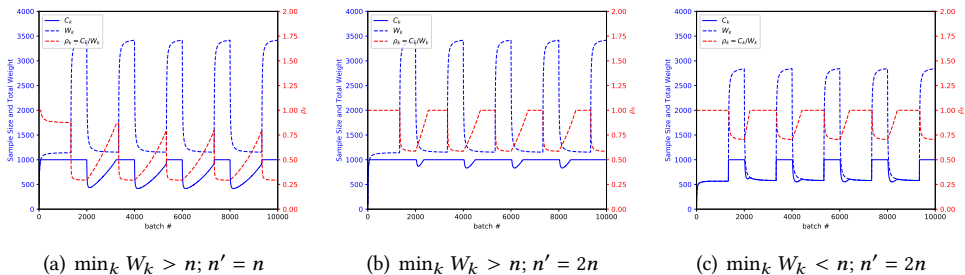 C_k
W_k
ρ_k = C_k/W_k
Sample Size and Total Weight
4000
3500
3000
2500
2000
1500
1000
500
0
2.00
1.75
1.50
1.25
1.00
0.75
0.50
0.25
0.00
ρ_k
0 2000 4000 6000 8000 10000
batch #
(a) min_k W_k > n; n′ = n
C_k
W_k
ρ_k = C_k/W_k
Sample Size and Total Weight
4000
3500
3000
2500
2000
1500
1000
500
0
2.00
1.75
1.50
1.25
1.00
0.75
0.50
0.25
0.00
ρ_k
0 2000 4000 6000 8000 10000
batch #
(b) min_k W_k > n; n′ = 2n
C_k
W_k
ρ_k = C_k/W_k
Sample Size and Total Weight
4000
3500
3000
2500
2000
1500
1000
500
0
2.00
1.75
1.50
1.25
1.00
0.75
0.50
0.25
0.00
ρ_k
0 2000 4000 6000 8000 10000
batch #
(c) min_k W_k < n; n′ = 2n